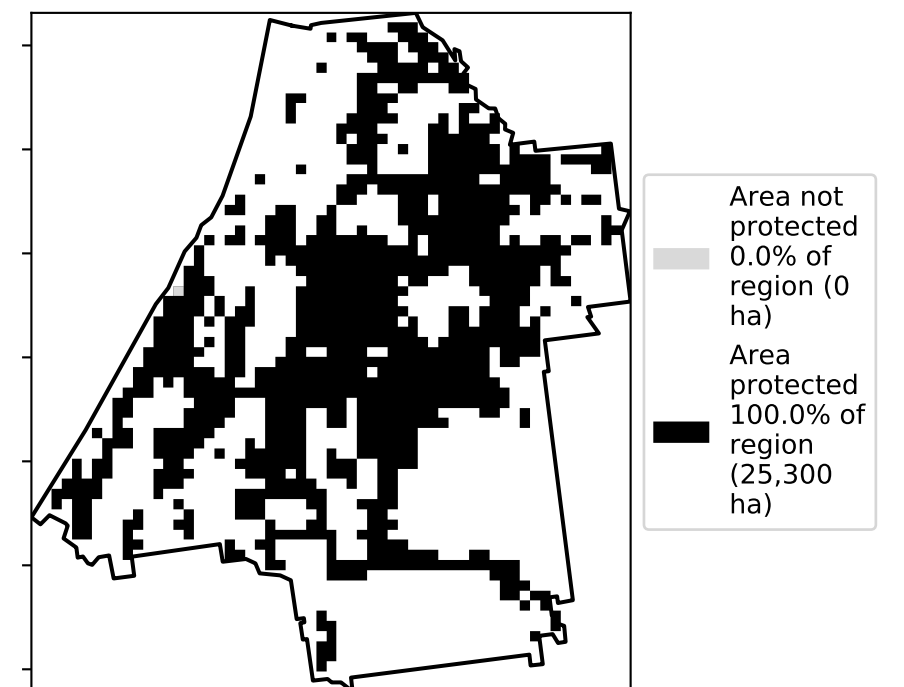 Area not
protected
0.0% of
region (0
ha)
Area
protected
100.0% of
region
(25,300
ha)